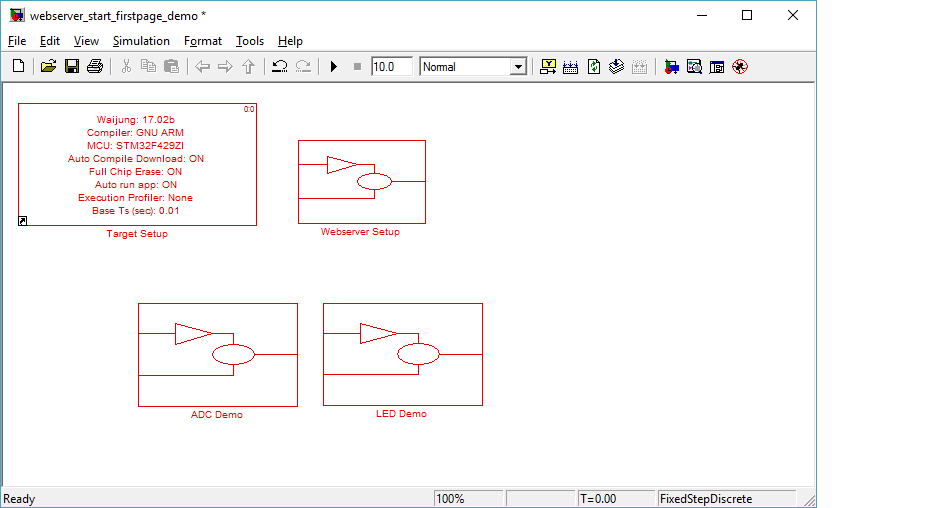 webserver_start_firstpage_demo *
File Edit View Simulation Format Tools Help
10.0 Normal
0:0
Waijung: 17.02b
Compiler: GNU ARM
MCU: STM32F429ZI
Auto Compile Download: ON
Full Chip Erase: ON
Auto run app: ON
Execution Profiler: None
Base Ts (sec): 0.01
Target Setup
Webserver Setup
ADC Demo
LED Demo
Ready 100% T=0.00 FixedStepDiscrete